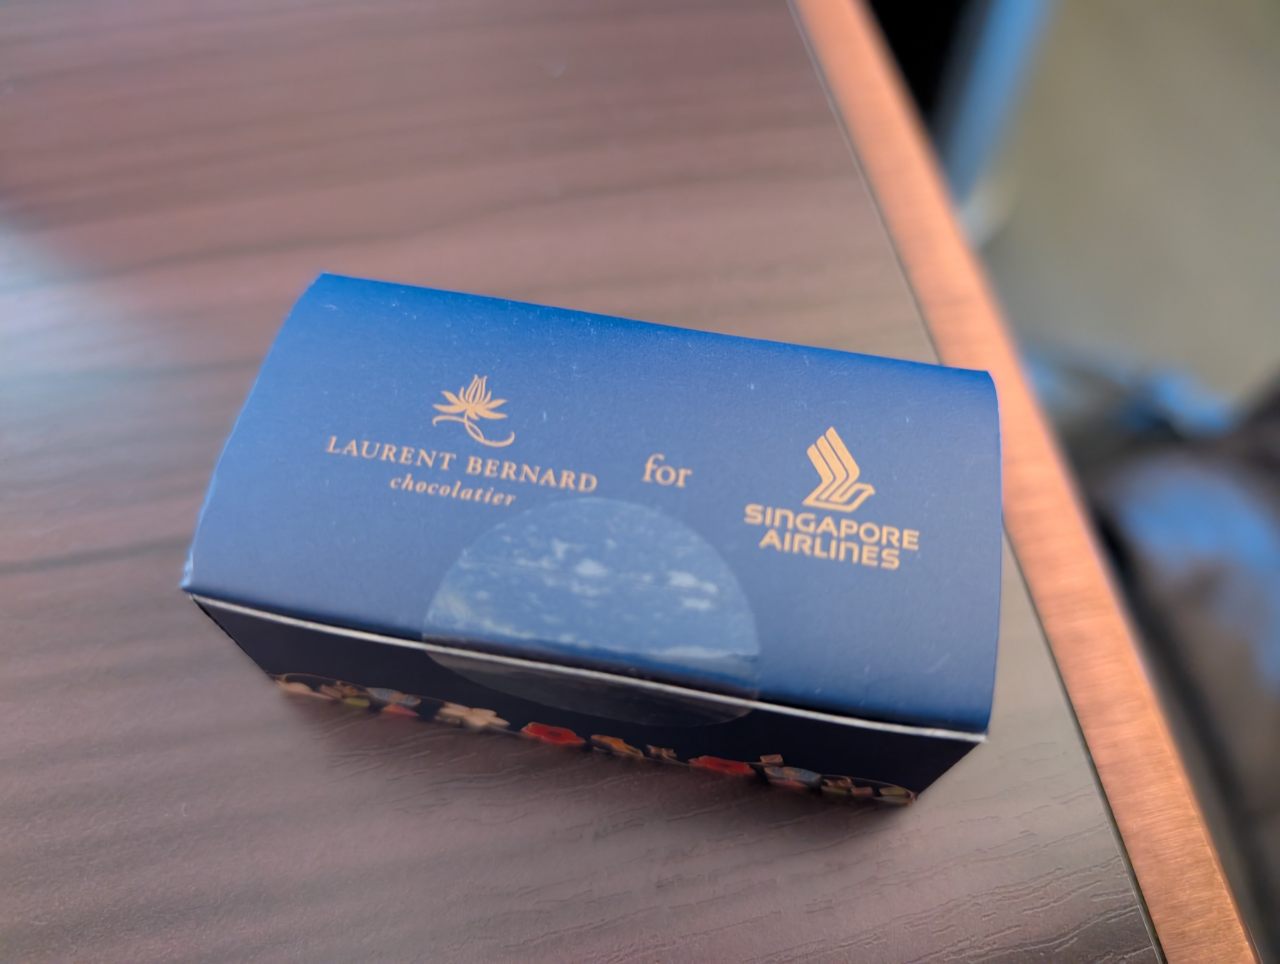 LAURENT BERNARD
chocolatier
for
SINGAPORE
AIRLINES